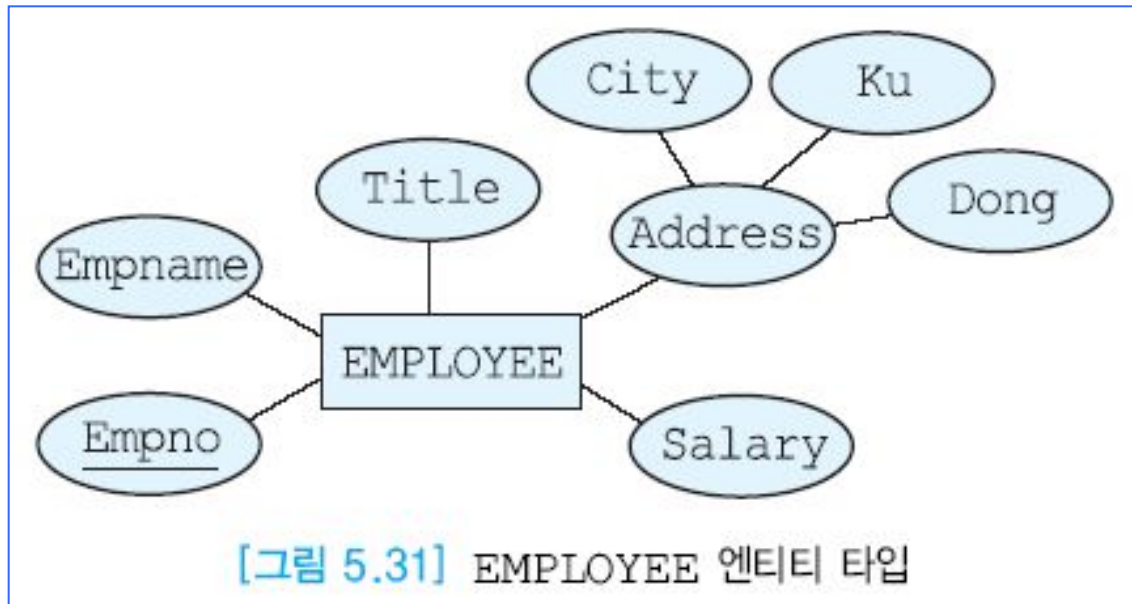 City
Ku
Title
Address
Dong
Empname
EMPLOYEE
Empno
Salary
[그림 5.31] EMPLOYEE 엔티티 타입